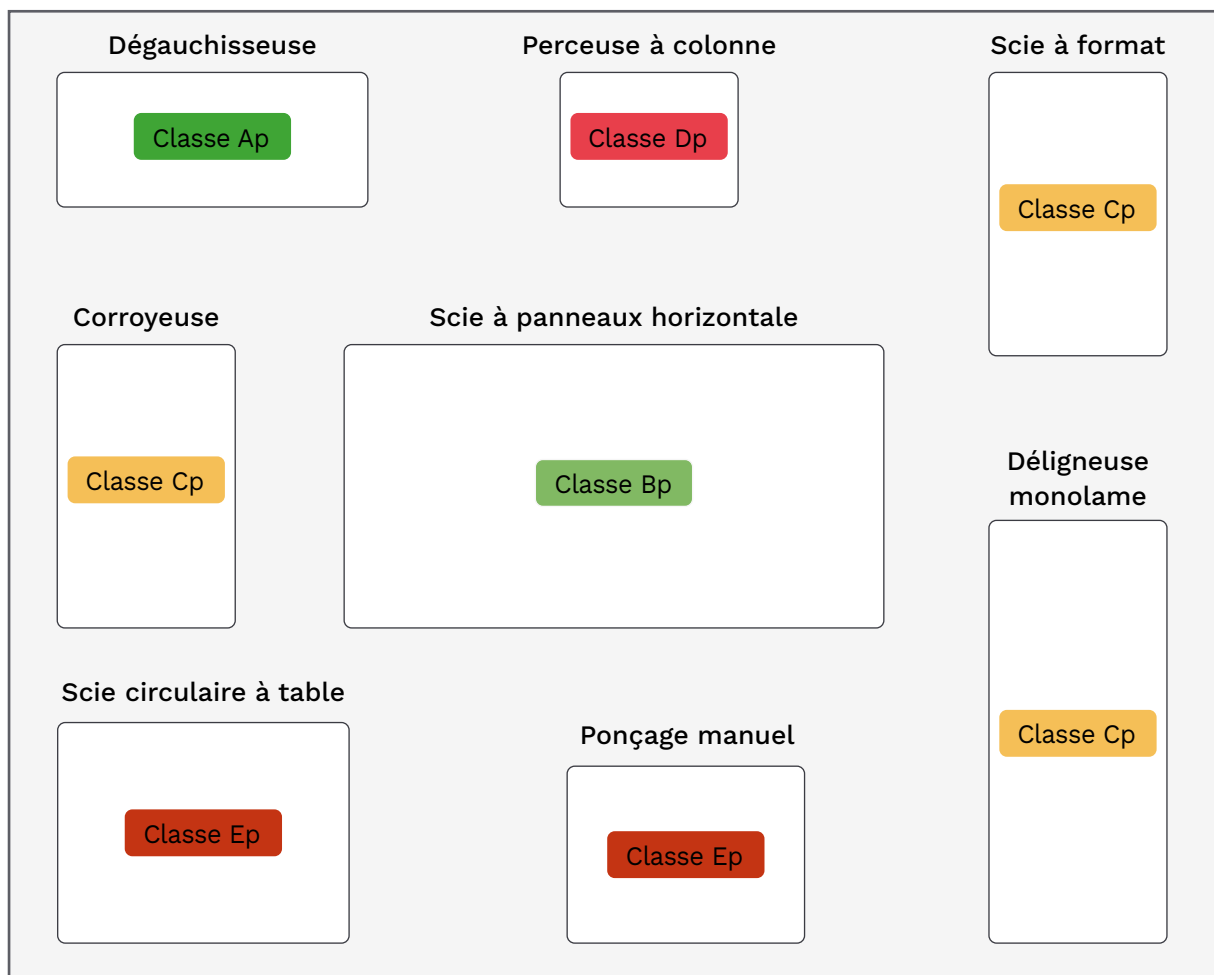 Dégauchisseuse
Classe Ap
Perceuse à colonne
Classe Dp
Scie à format
Classe Cp
Corroyeuse
Classe Cp
Scie à panneaux horizontale
Classe Bp
Déligneuse
monolame
Classe Cp
Scie circulaire à table
Classe Ep
Ponçage manuel
Classe Ep